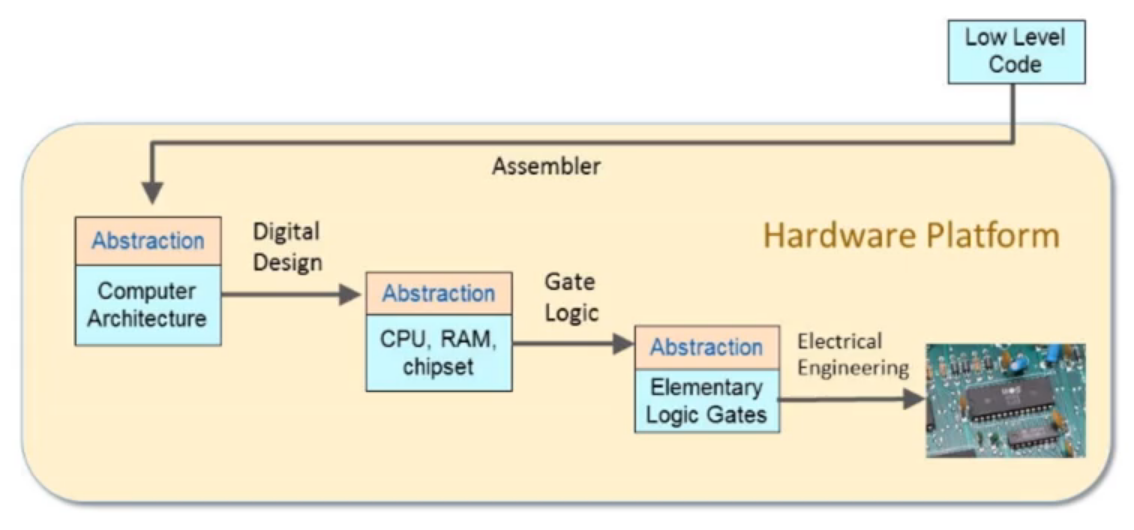 Low Level
Code
Assembler
Hardware Platform
Abstraction
Computer
Architecture
Digital
Design
Abstraction
CPU, RAM,
chipset
Gate
Logic
Abstraction
Elementary
Logic Gates
Electrical
Engineering